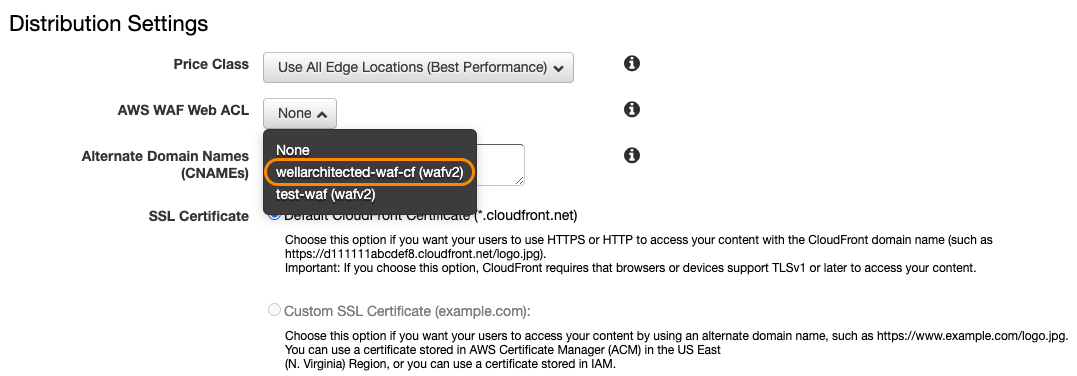 Distribution Settings
Price Class
Use All Edge Locations (Best Performance)
AWS WAF Web ACL
None
None
Alternate Domain Names
(CNAMEs)
wellarchitected-waf-cf (wafv2)
test-waf (wafv2)
SSL Certificate
Default CloudFront Certificate (*.cloudfront.net)
Choose this option if you want your users to use HTTPS or HTTP to access your content with the CloudFront domain name (such as
https://d111111abcdef8.cloudfront.net/logo.jpg).
Important: If you choose this option, CloudFront requires that browsers or devices support TLSv1 or later to access your content.
Custom SSL Certificate (example.com):
Choose this option if you want your users to access your content by using an alternate domain name, such as https://www.example.com/logo.jpg.
You can use a certificate stored in AWS Certificate Manager (ACM) in the US East
(N. Virginia) Region, or you can use a certificate stored in IAM.